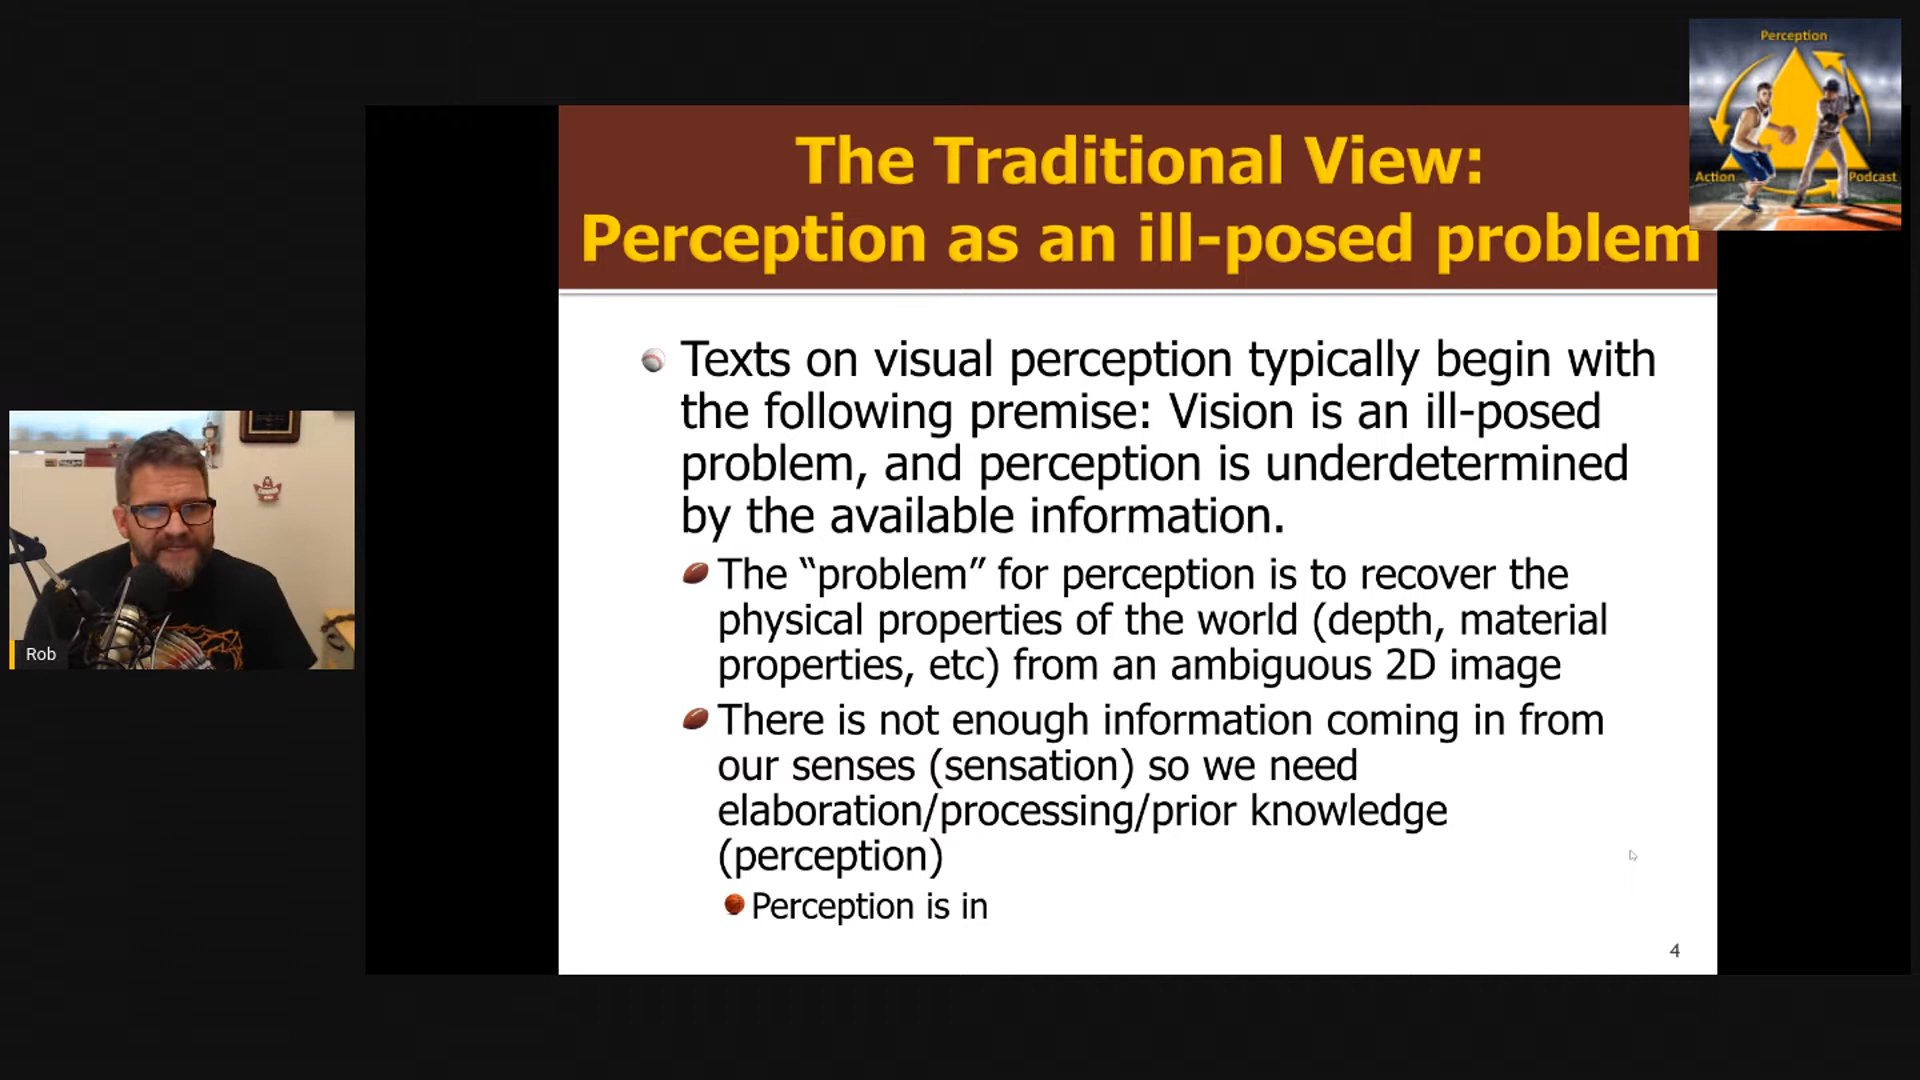 Perception
Action
Podcast
The Traditional View:
Perception as an ill-posed problem
Texts on visual perception typically begin with
the following premise: Vision is an ill-posed
problem, and perception is underdetermined
by the available information.
The “problem” for perception is to recover the
physical properties of the world (depth, material
properties, etc) from an ambiguous 2D image
There is not enough information coming in from
our senses (sensation) so we need
elaboration/processing/prior knowledge
(perception)
Perception is in
4
Rob